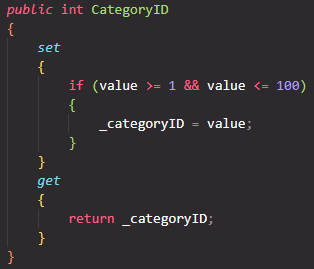 public int CategoryID
{
    set
    {
        if (value >= 1 && value <= 100)
        {
            _categoryID = value;
        }
    }
    get
    {
        return _categoryID;
    }
}